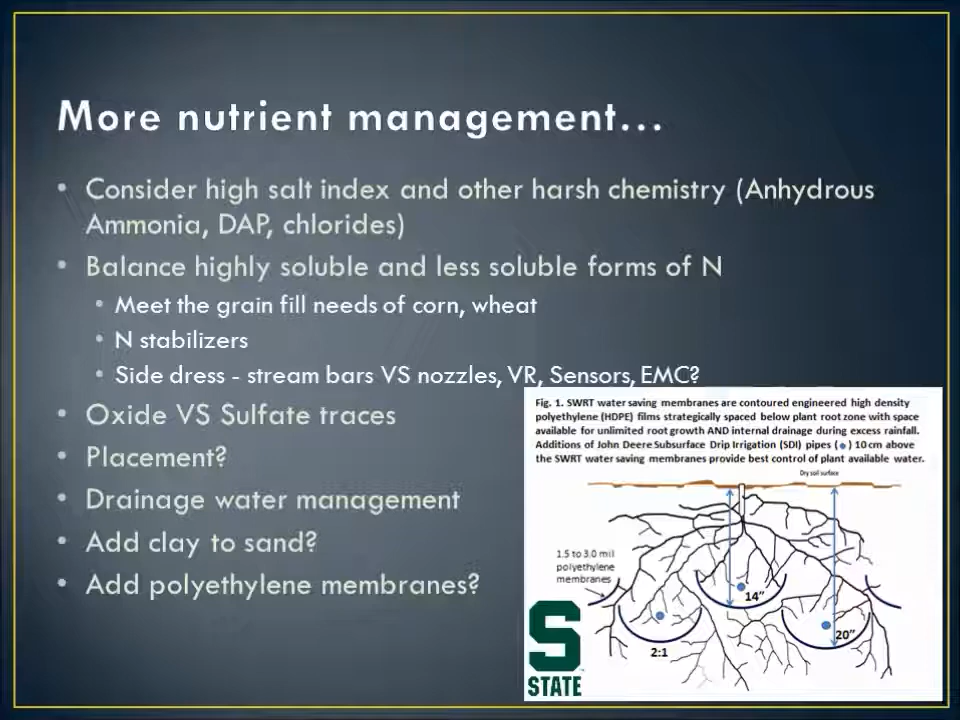 More nutrient management...
• Consider high salt index and other harsh chemistry (Anhydrous
Ammonia, DAP, chlorides)
• Balance highly soluble and less soluble forms of N
• Meet the grain fill needs of corn, wheat
• N stabilizers
• Side dress - stream bars VS nozzles, VR, Sensors, EMC?
• Oxide VS Sulfate traces
• Placement?
• Drainage water management
• Add clay to sand?
• Add polyethylene membranes?
Fig. 1. SWRT water saving membranes are contoured engineered high density
polyethylene (HDPE) films strategically spaced below plant root zone with space
available for unlimited root growth AND internal drainage during excess rainfall.
Additions of John Deere Subsurface Drip Irrigation (SDI) pipes ( ● ) 10 cm above
the SWRT water saving membranes provide best control of plant available water.
Dry soil surface
1.5 to 3.0 mil
polyethylene
membranes
14"
20"
2:1
S
STATE